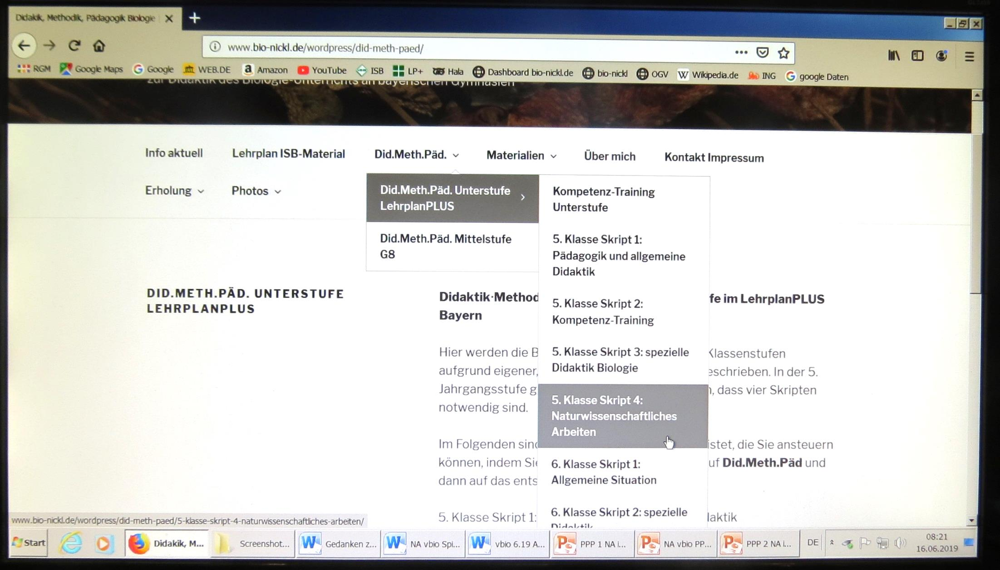 Didakik, Methodik, Pädagogik Biologie
www.bio-nickl.de/wordpress/did-meth-paed/
RGM Google Maps Google WEB.DE Amazon YouTube ISB LP+ Hala Dashboard bio-nickl.de bio-nickl OGV Wikipedia.de ING google Daten
zur Didaktik des Biologie-Unterrichts an bayerischen Gymnasien
Info aktuell Lehrplan ISB-Material Did.Meth.Päd. Materialien Über mich Kontakt Impressum
Erholung Photos
Did.Meth.Päd. Unterstufe
LehrplanPLUS
Did.Meth.Päd. Mittelstufe
G8
Kompetenz-Training
Unterstufe
5. Klasse Skript 1:
Pädagogik und allgemeine
Didaktik
5. Klasse Skript 2:
Kompetenz-Training
5. Klasse Skript 3: spezielle
Didaktik Biologie
5. Klasse Skript 4:
Naturwissenschaftliches
Arbeiten
6. Klasse Skript 1:
Allgemeine Situation
6. Klasse Skript 2: spezielle
Didaktik
DID.METH.PÄD. UNTERSTUFE
LEHRPLANPLUS
Didaktik·Method fe im LehrplanPLUS
Bayern
Hier werden die B Klassenstufen
aufgrund eigener, eschrieben. In der 5.
Jahrgangsstufe g n, dass vier Skripten
notwendig sind.
Im Folgenden sind istet, die Sie ansteuern
können, indem Sie uf Did.Meth.Päd und
dann auf das ents
5. Klasse Skript 1: daktik
www.bio-nickl.de/wordpress/did-meth-paed/5-klasse-skript-4-naturwissenschaftliches-arbeiten/
Start Didakik, M... Screenshot... Gedanken z... NA vbio Spi... vbio 6.19 A... PPP 1 NA i... NA vbio PP... PPP 2 NA i... DE 08:21
16.06.2019